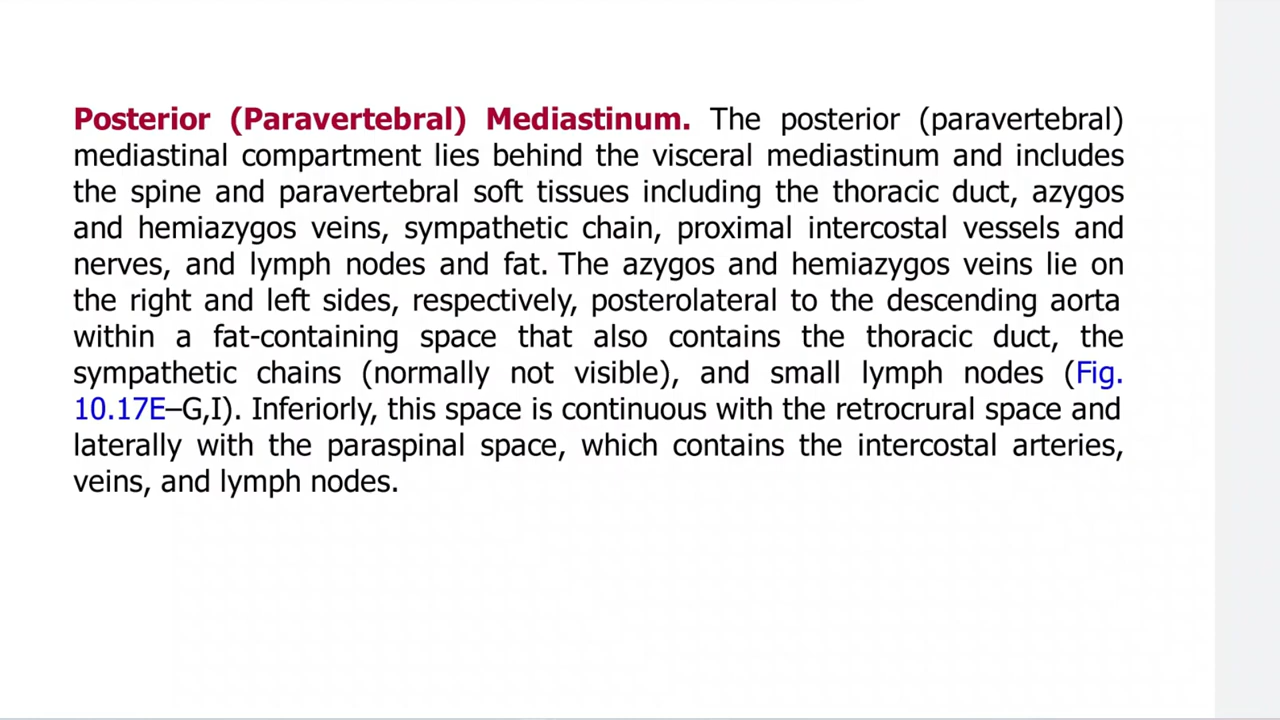 Posterior (Paravertebral) Mediastinum. The posterior (paravertebral)
mediastinal compartment lies behind the visceral mediastinum and includes
the spine and paravertebral soft tissues including the thoracic duct, azygos
and hemiazygos veins, sympathetic chain, proximal intercostal vessels and
nerves, and lymph nodes and fat. The azygos and hemiazygos veins lie on
the right and left sides, respectively, posterolateral to the descending aorta
within a fat-containing space that also contains the thoracic duct, the
sympathetic chains (normally not visible), and small lymph nodes (Fig.
10.17E–G,I). Inferiorly, this space is continuous with the retrocrural space and
laterally with the paraspinal space, which contains the intercostal arteries,
veins, and lymph nodes.